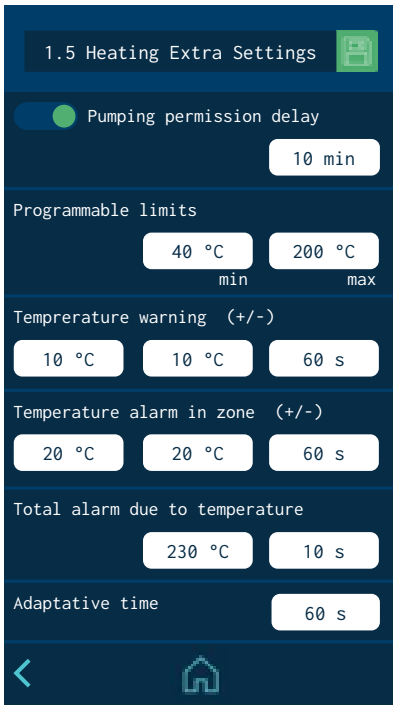 1.5 Heating Extra Settings
Pumping permission delay
10 min
Programmable limits
40 °C 200 °C
min max
Temprerature warning (+/-)
10 °C 10 °C 60 s
Temperature alarm in zone (+/-)
20 °C 20 °C 60 s
Total alarm due to temperature
230 °C 10 s
Adaptative time
60 s